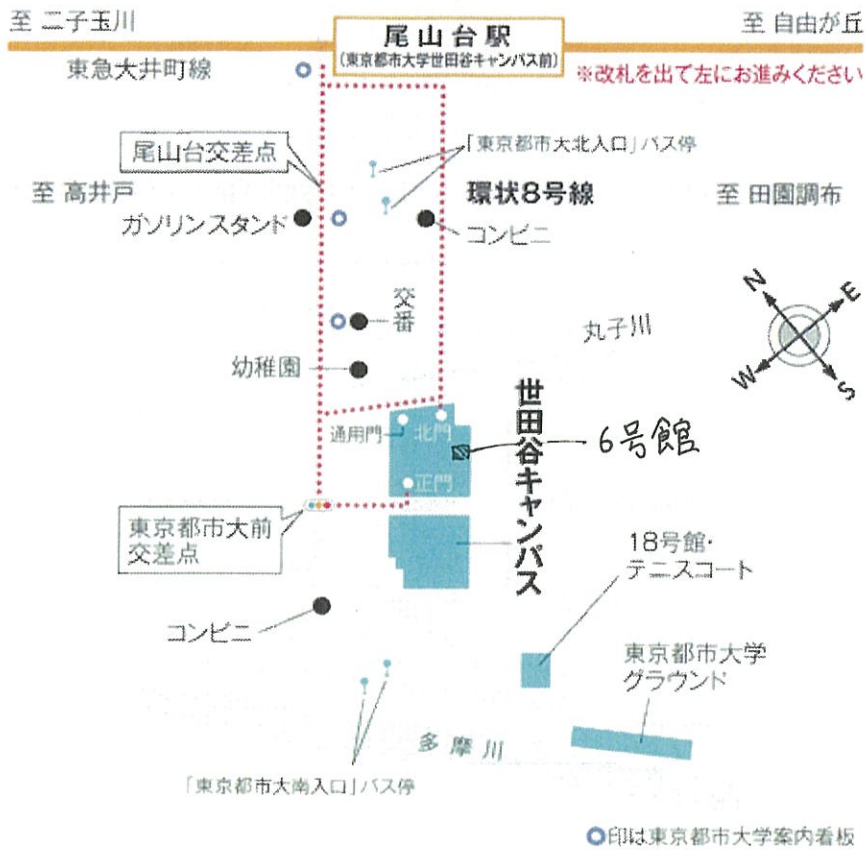 至 二子玉川
尾山台駅
(東京都市大学世田谷キャンパス前)
至 自由が丘
東急大井町線
※改札を出て左にお進みください
尾山台交差点
「東京都市大北入口」バス停
至 高井戸
環状8号線
至 田園調布
ガソリンスタンド
コンビニ
交番
丸子川
N
E
W
S
幼稚園
世田谷キャンパス
通用門
北門
6号館
正門
東京都市大前
交差点
18号館・
テニスコート
コンビニ
東京都市大学
グラウンド
多摩川
「東京都市大南入口」バス停
印は東京都市大学案内看板